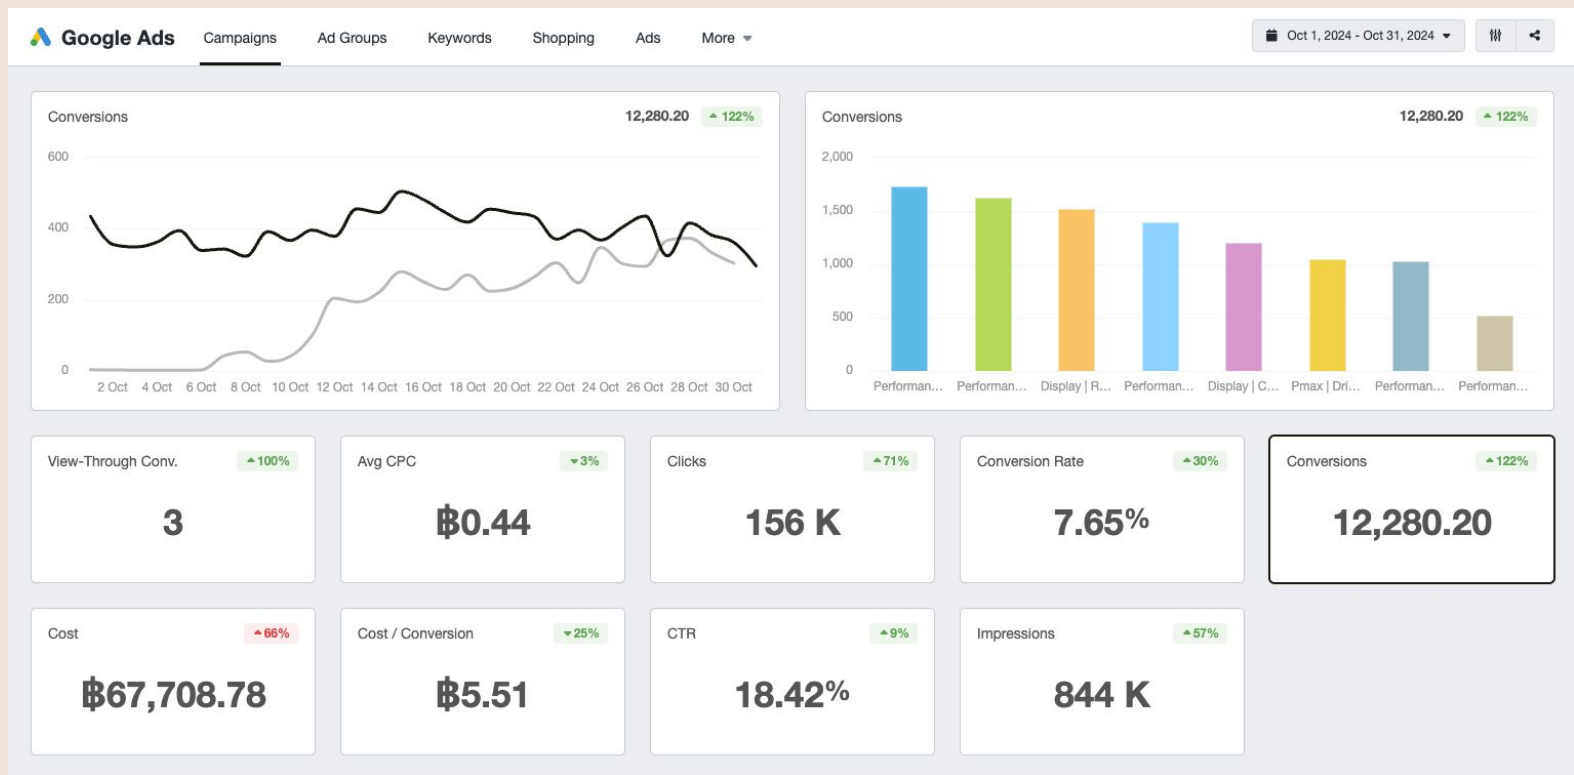 Google Ads Campaigns Ad Groups Keywords Shopping Ads More Oct 1, 2024 - Oct 31, 2024
Conversions 12,280.20 122%
600
400
200
0
2 Oct 4 Oct 6 Oct 8 Oct 10 Oct 12 Oct 14 Oct 16 Oct 18 Oct 20 Oct 22 Oct 24 Oct 26 Oct 28 Oct 30 Oct
Conversions 12,280.20 122%
2,000
1,500
1,000
500
0
Performan... Performan... Display | R... Performan... Display | C... Pmax | Dri... Performan... Performan...
View-Through Conv. 100%
3
Avg CPC 3%
฿0.44
Clicks 71%
156 K
Conversion Rate 30%
7.65%
Conversions 122%
12,280.20
Cost 66%
฿67,708.78
Cost / Conversion 25%
฿5.51
CTR 9%
18.42%
Impressions 57%
844 K